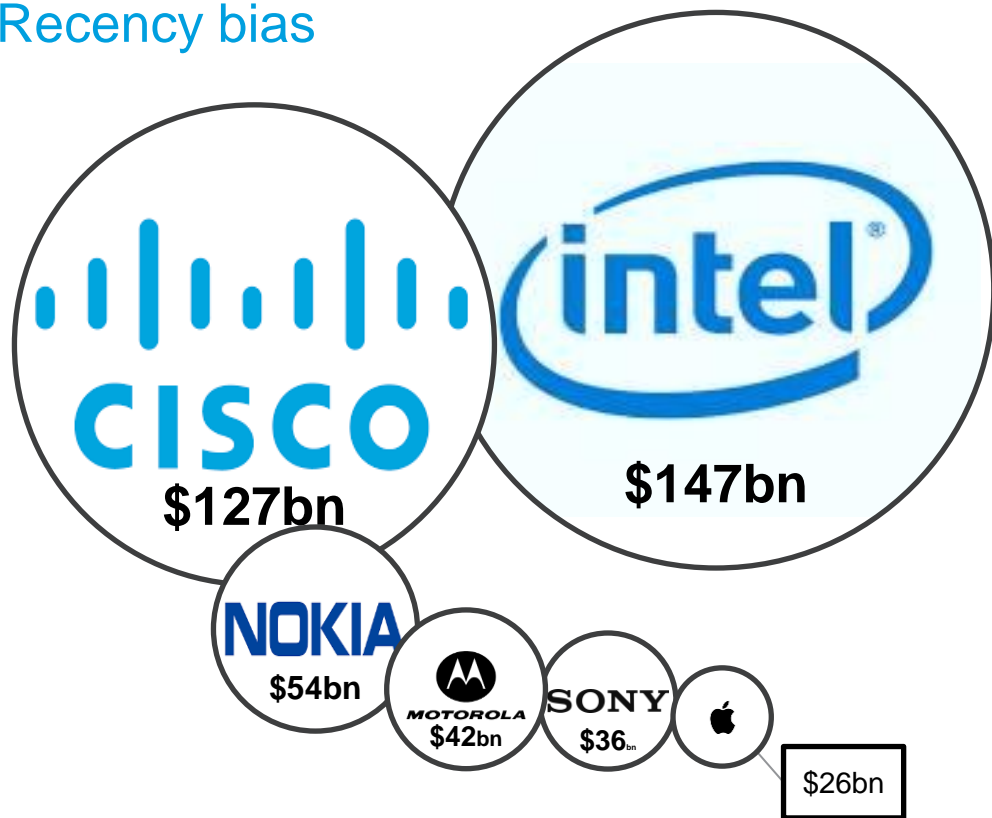 Recency bias
CISCO
$127bn
intel®
$147bn
NOKIA
$54bn
MOTOROLA
$42bn
SONY
$36bn
$26bn